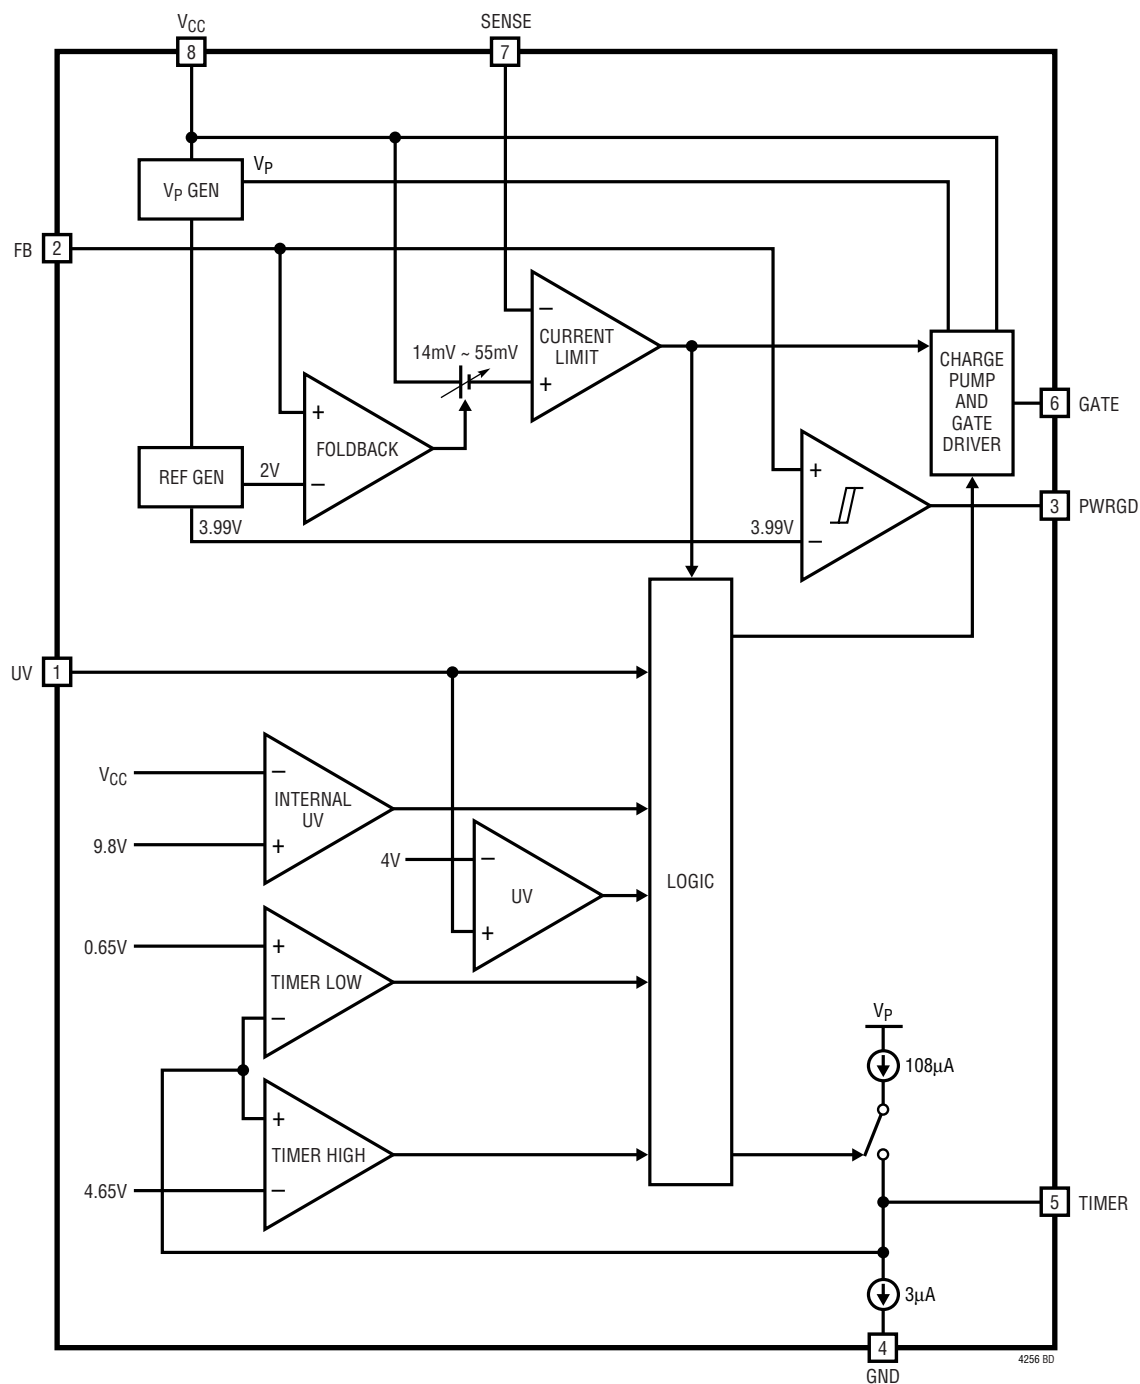 VCC
SENSE
8
7
VP
VP GEN
FB
2
14mV ~ 55mV
–
CURRENT
LIMIT
+
CHARGE
PUMP
AND
GATE
DRIVER
6
GATE
+
FOLDBACK
–
REF GEN
2V
3.99V
3.99V
+
–
3
PWRGD
UV
1
VCC
–
INTERNAL
UV
9.8V
+
4V
–
UV
+
LOGIC
0.65V
+
TIMER LOW
–
VP
108µA
+
TIMER HIGH
4.65V
–
5
TIMER
3µA
4
GND
4256 BD